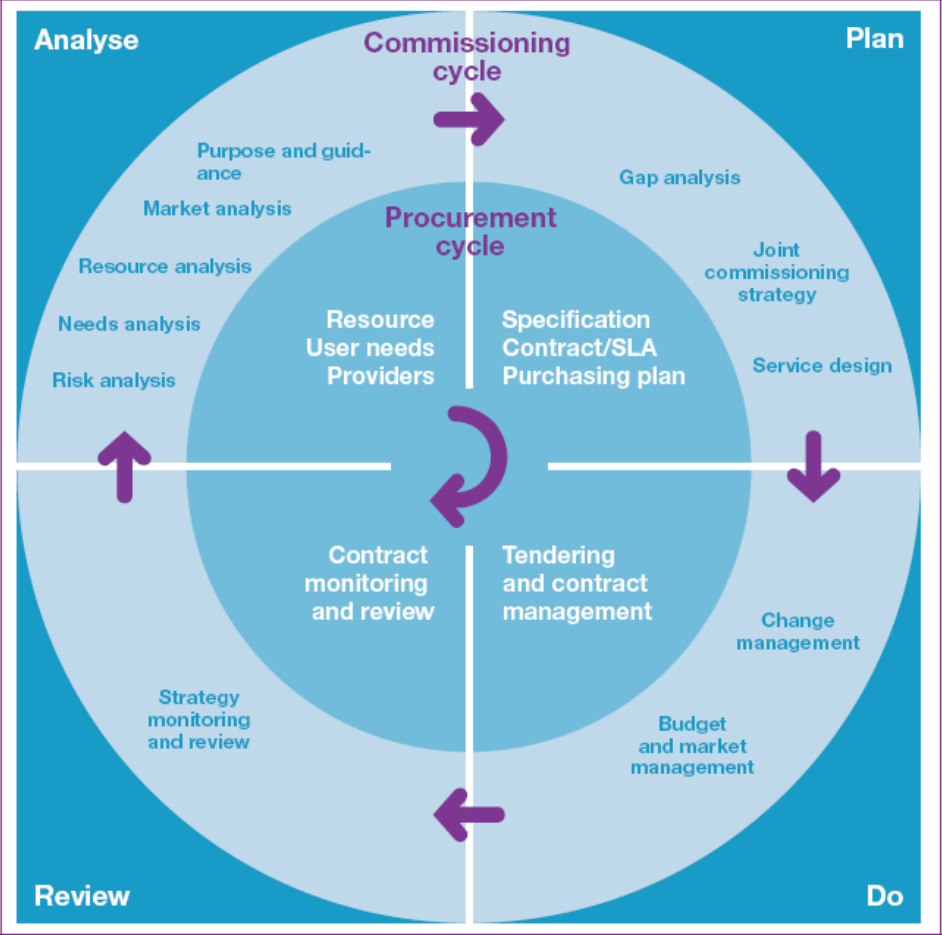 Analyse
Plan
Commissioning
cycle
Purpose and guid-
ance
Market analysis
Resource analysis
Needs analysis
Risk analysis
Gap analysis
Joint
commissioning
strategy
Service design
Procurement
cycle
Resource
User needs
Providers
Specification
Contract/SLA
Purchasing plan
Contract
monitoring
and review
Tendering
and contract
management
Change
management
Budget
and market
management
Strategy
monitoring
and review
Review
Do